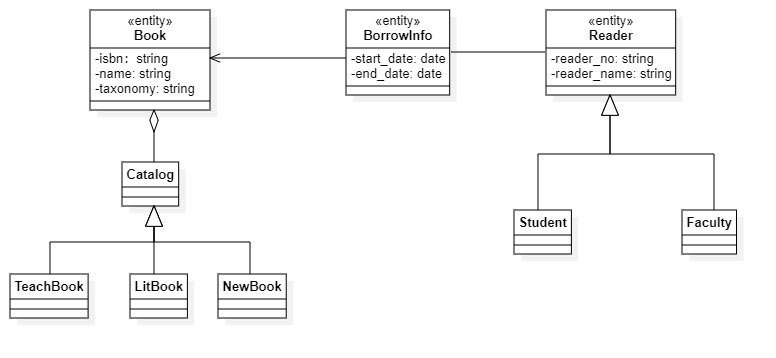 «entity»
Book
-isbn: string
-name: string
-taxonomy: string
«entity»
BorrowInfo
-start_date: date
-end_date: date
«entity»
Reader
-reader_no: string
-reader_name: string
Catalog
Student
Faculty
TeachBook
LitBook
NewBook